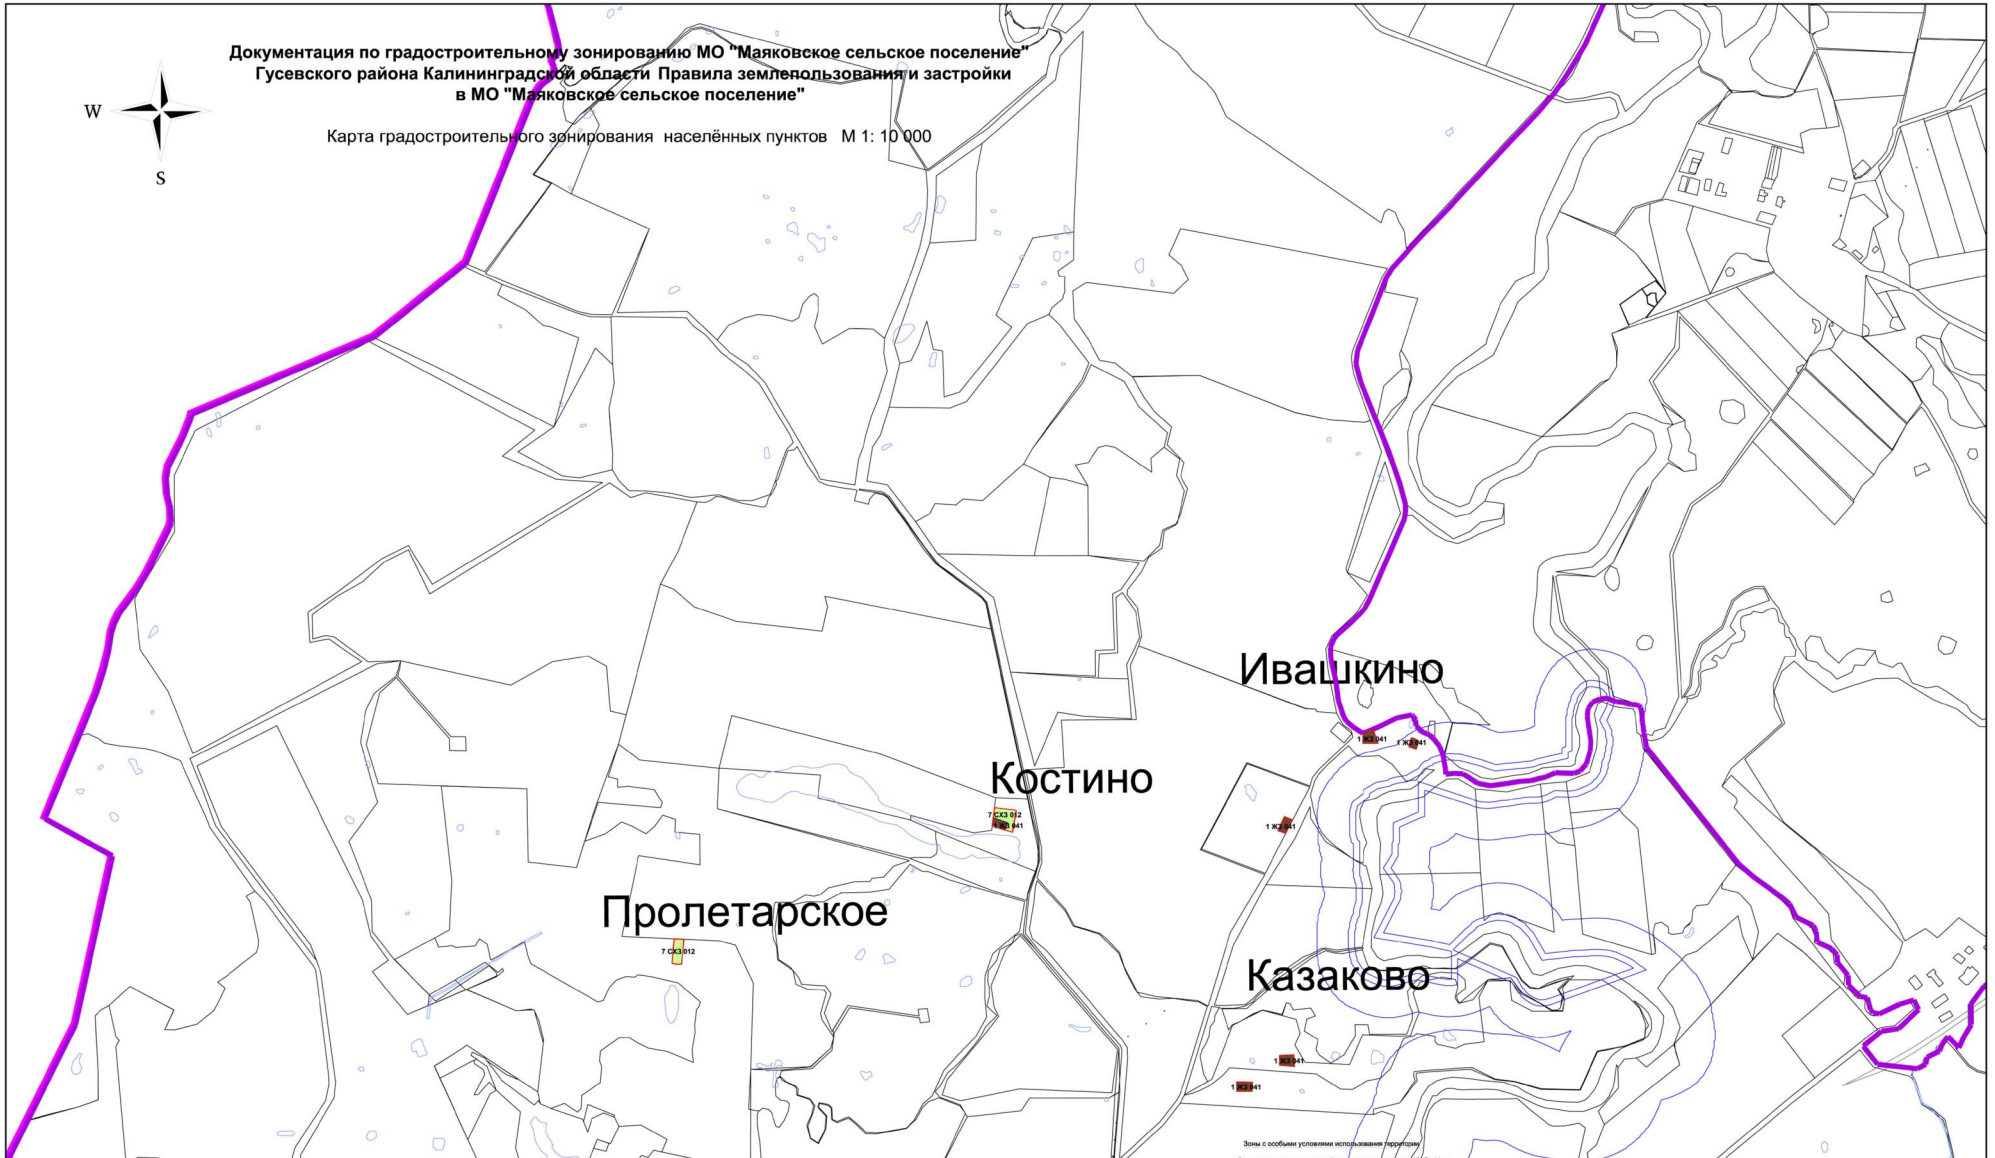 Документация по градостроительному зонированию МО "Маяковское сельское поселение"
Гусевского района Калининградской области Правила землепользования и застройки
в МО "Маяковское сельское поселение"
Карта градостроительного зонирования населённых пунктов М 1: 10 000
W
S
Ивашкино
1 ЖЗ 041
1 ЖЗ 041
Костино
7 СХЗ 012
1 ЖЗ 041
1 ЖЗ 041
Пролетарское
7 СХЗ 012
Казаково
1 ЖЗ 041
1 ЖЗ 041
Зоны с особыми условиями использования территории